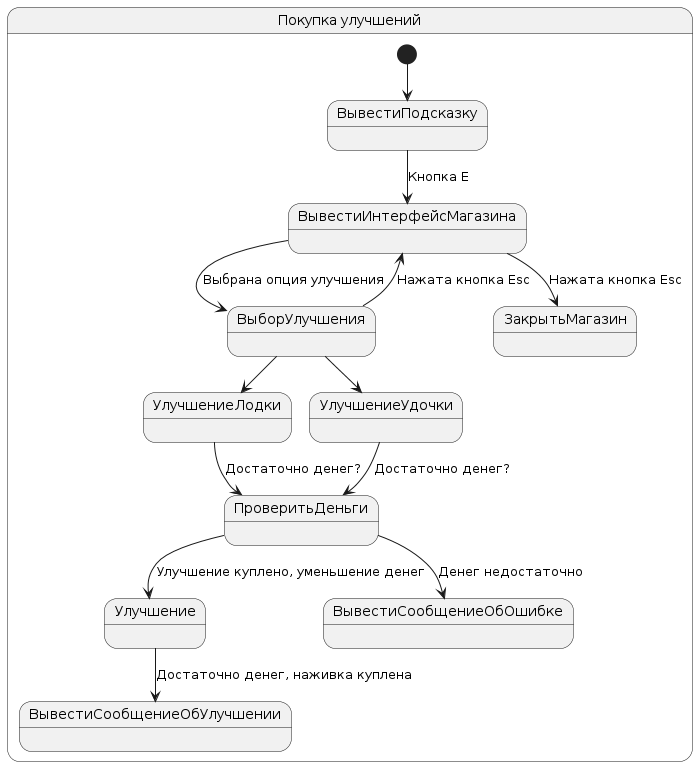 Покупка улучшений
ВывестиПодсказку
Кнопка E
ВывестиИнтерфейсМагазина
Выбрана опция улучшения
Нажата кнопка Esc
Нажата кнопка Esc
ВыборУлучшения
ЗакрытьМагазин
УлучшениеЛодки
УлучшениеУдочки
Достаточно денег?
Достаточно денег?
ПроверитьДеньги
Улучшение куплено, уменьшение денег
Денег недостаточно
Улучшение
ВывестиСообщениеОбОшибке
Достаточно денег, наживка куплена
ВывестиСообщениеОбУлучшении